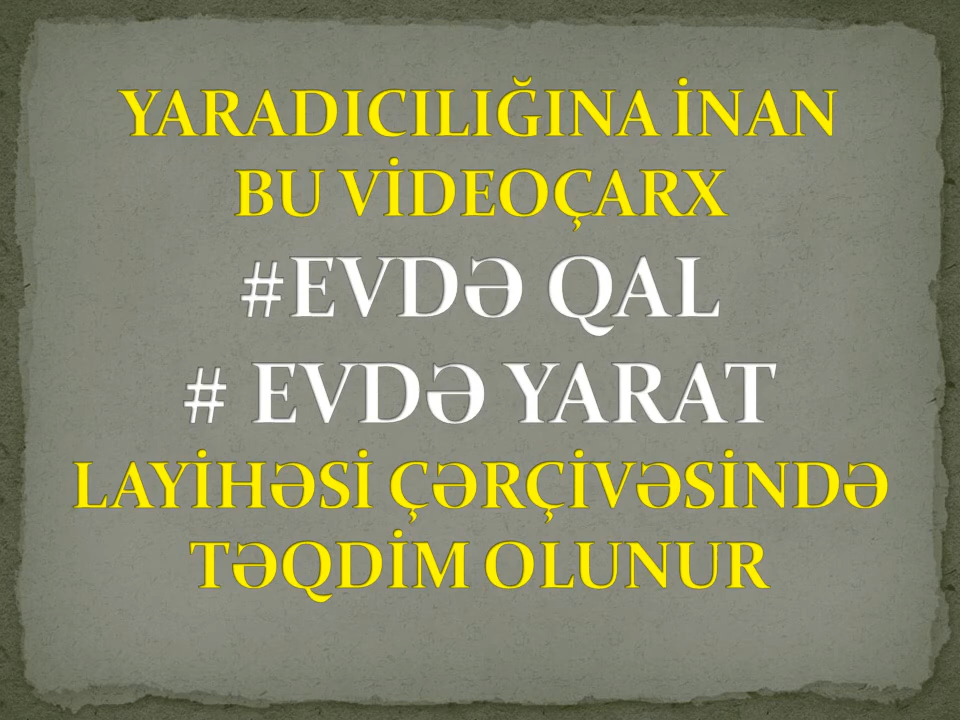 YARADICILIĞINA İNAN
BU VİDEOÇARX
#EVDƏ QAL
# EVDƏ YARAT
LAYİHƏSİ ÇƏRÇİVƏSİNDƏ
TƏQDİM OLUNUR